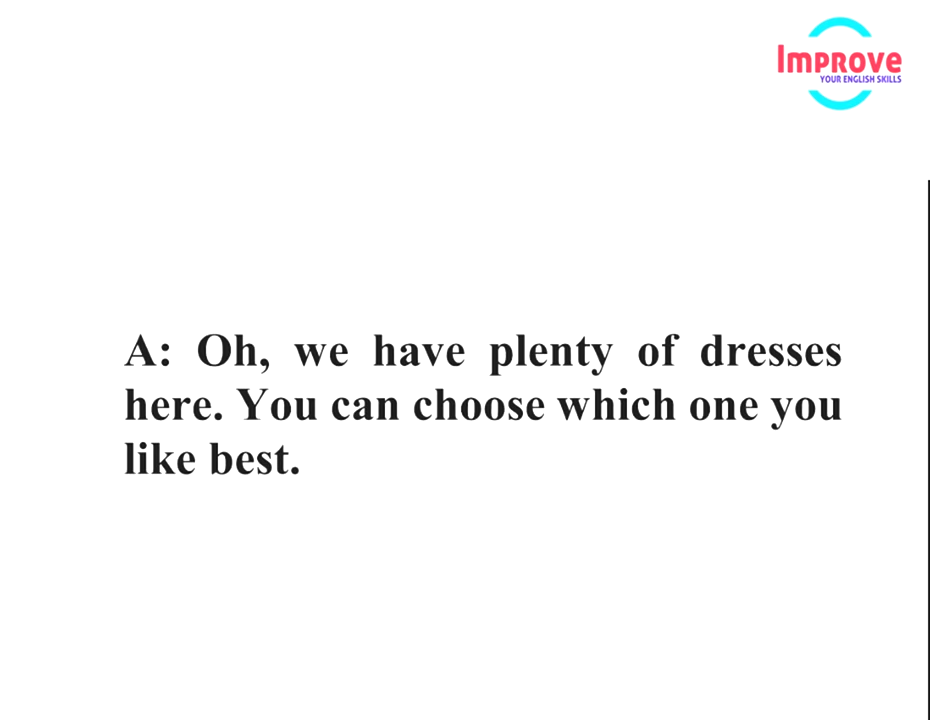 Improve
YOUR ENGLISH SKILLS
A: Oh, we have plenty of dresses
here. You can choose which one you
like best.